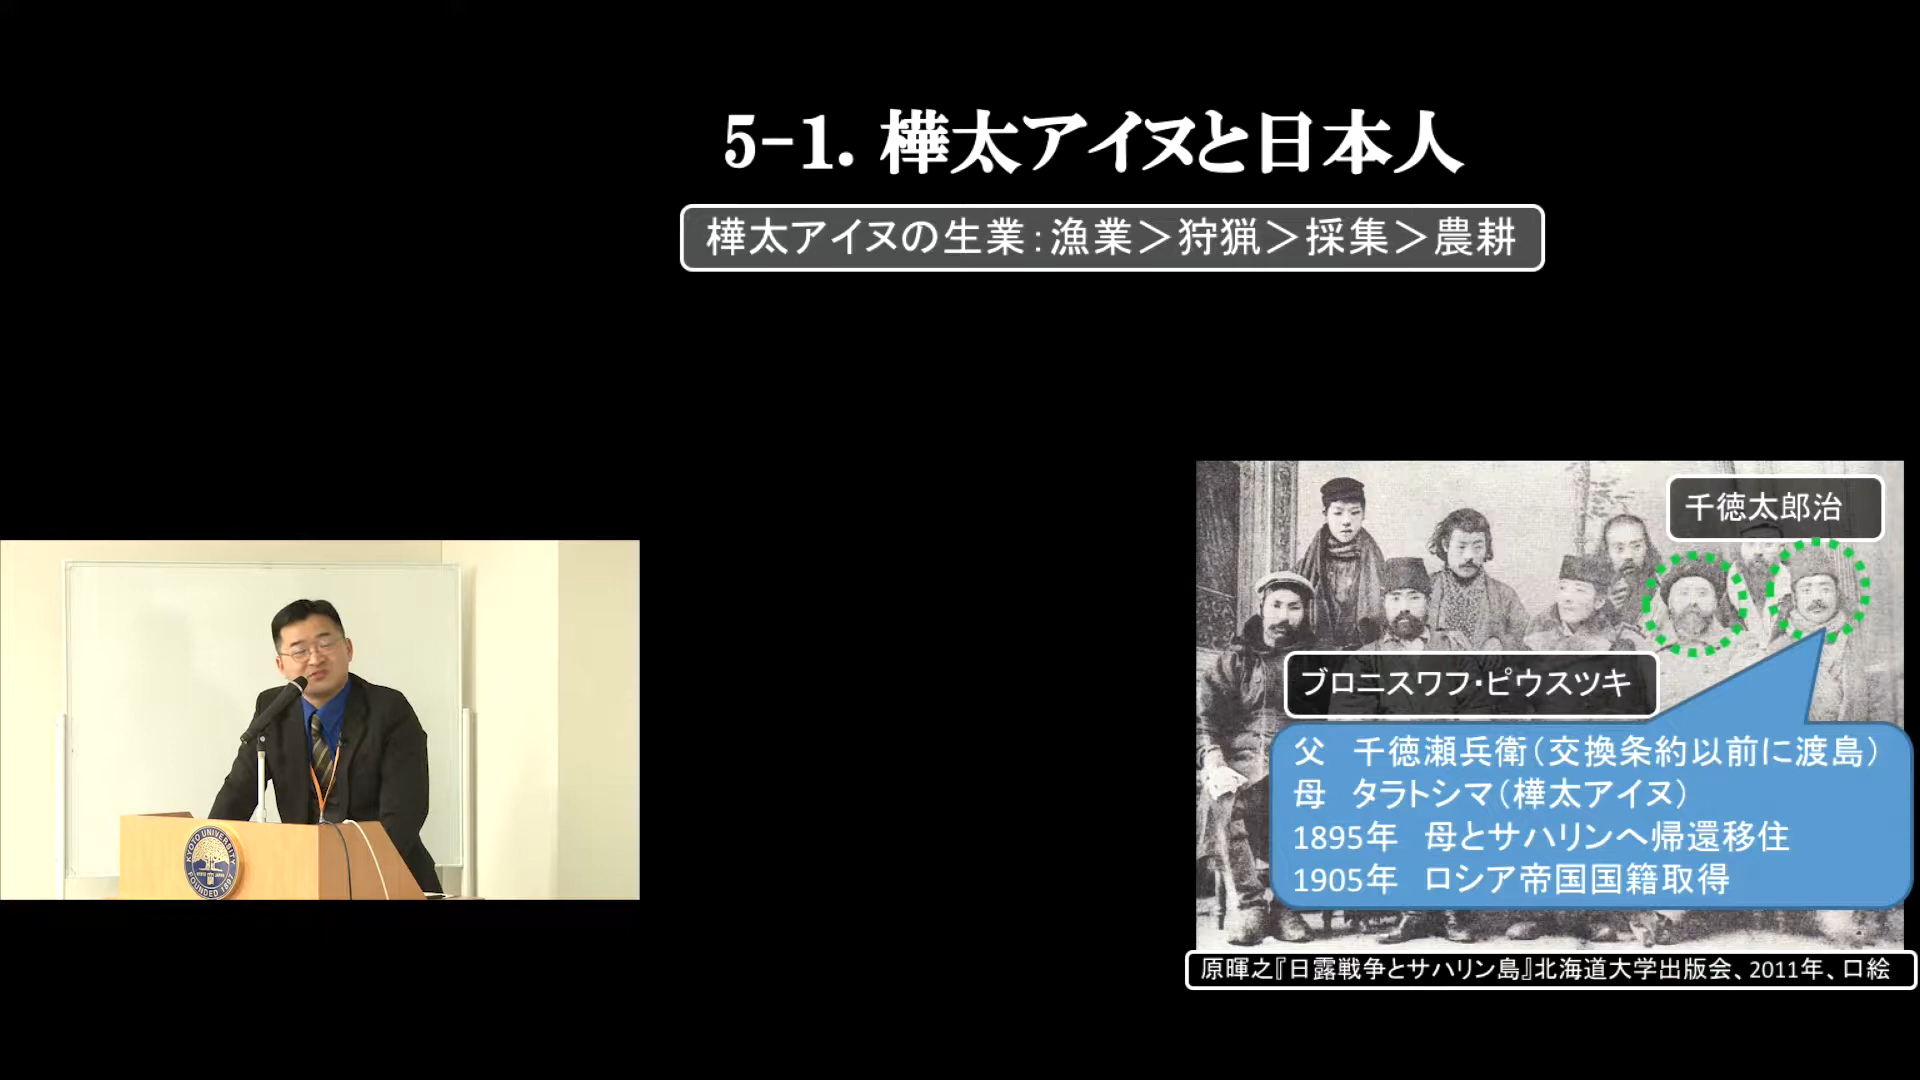 5-1. 樺太アイヌと日本人
樺太アイヌの生業：漁業＞狩猟＞採集＞農耕
千徳太郎治
ブロニスワフ・ピウスツキ
父　千徳瀬兵衛（交換条約以前に渡島）
母　タラトシマ（樺太アイヌ）
1895年　母とサハリンへ帰還移住
1905年　ロシア帝国国籍取得
原暉之『日露戦争とサハリン島』北海道大学出版会、2011年、口絵
KYOTO UNIVERSITY
FOUNDED 1897